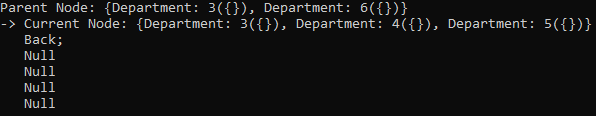 Parent Node: {Department: 3({}), Department: 6({})}
-> Current Node: {Department: 3({}), Department: 4({}), Department: 5({})}
Back;
Null
Null
Null
Null